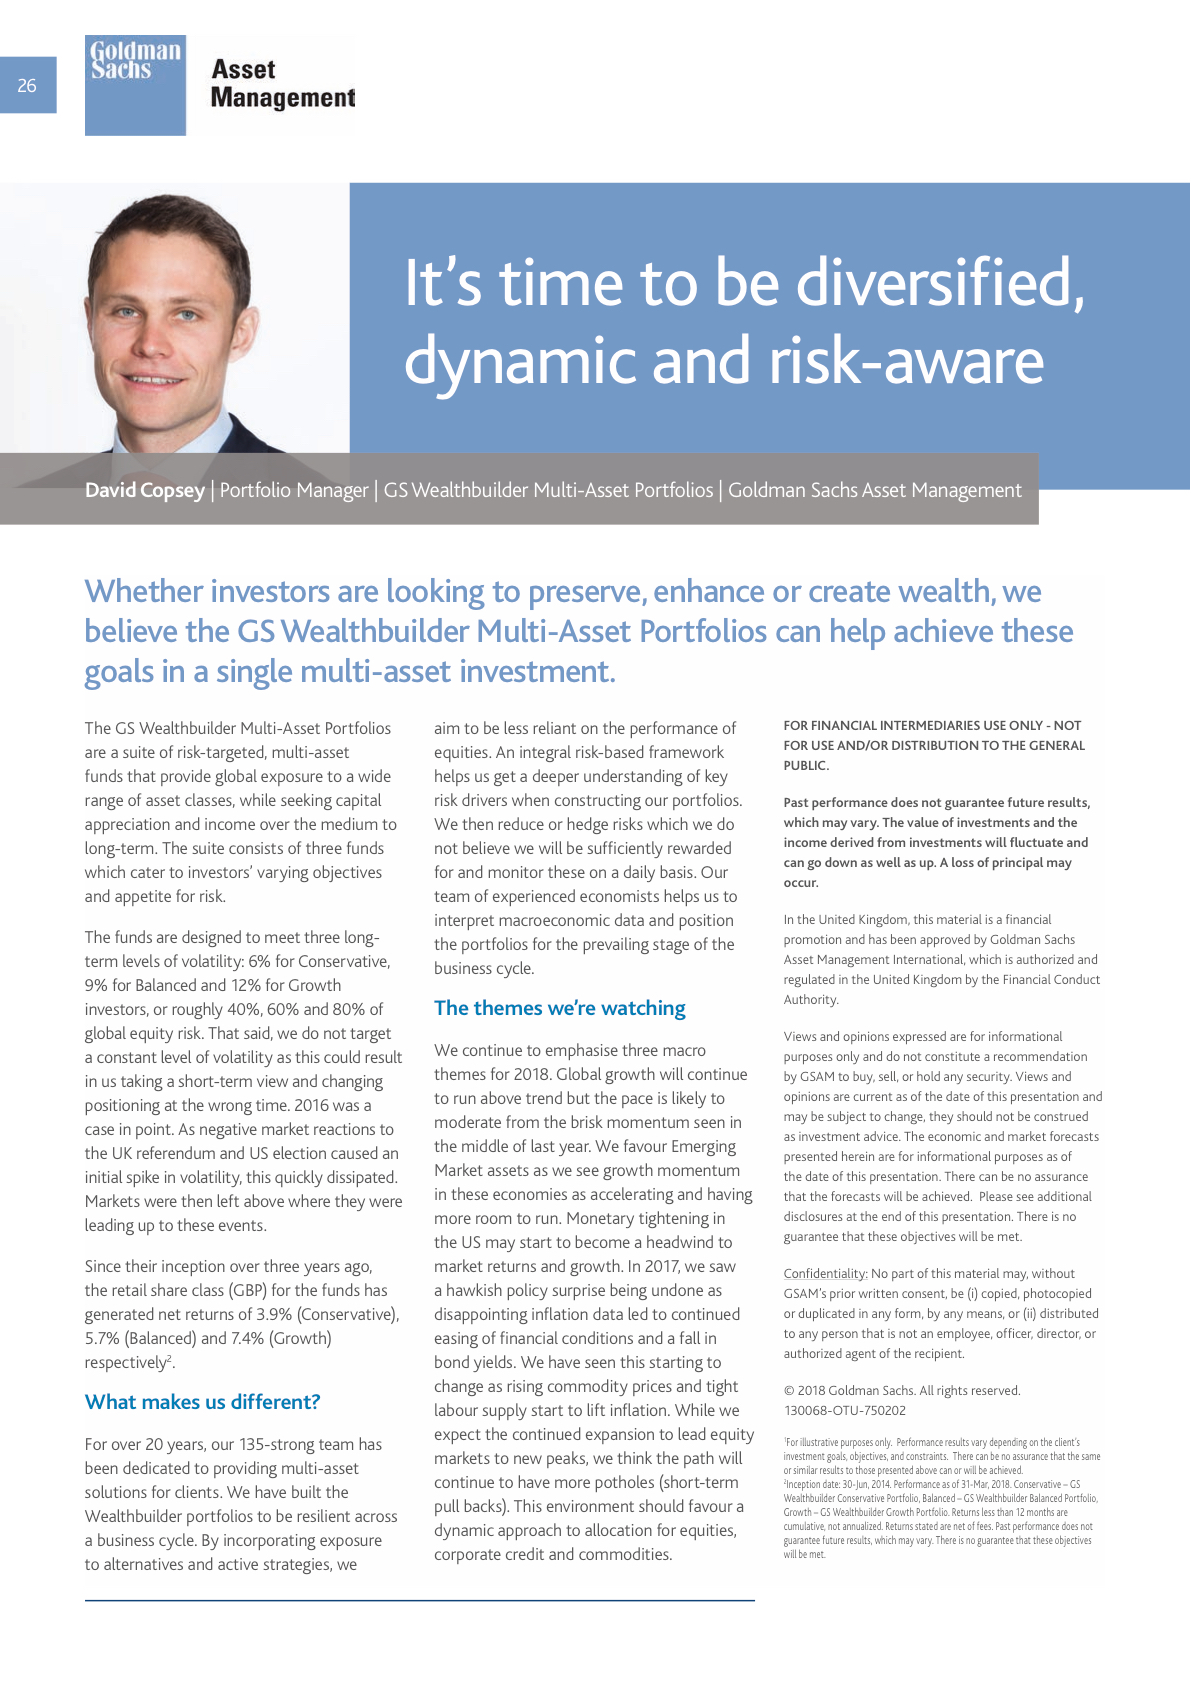 26
Goldman
Sachs
Asset
Management
It's time to be diversified,
dynamic and risk-aware
David Copsey | Portfolio Manager | GS Wealthbuilder Multi-Asset Portfolios | Goldman Sachs Asset Management
Whether investors are looking to preserve, enhance or create wealth, we
believe the GS Wealthbuilder Multi-Asset Portfolios can help achieve these
goals in a single multi-asset investment.
The GS Wealthbuilder Multi-Asset Portfolios
are a suite of risk-targeted, multi-asset
funds that provide global exposure to a wide
range of asset classes, while seeking capital
appreciation and income over the medium to
long-term. The suite consists of three funds
which cater to investors' varying objectives
and appetite for risk.
The funds are designed to meet three long-
term levels of volatility: 6% for Conservative,
9% for Balanced and 12% for Growth
investors, or roughly 40%, 60% and 80% of
global equity risk. That said, we do not target
a constant level of volatility as this could result
in us taking a short-term view and changing
positioning at the wrong time. 2016 was a
case in point. As negative market reactions to
the UK referendum and US election caused an
initial spike in volatility, this quickly dissipated.
Markets were then left above where they were
leading up to these events.
Since their inception over three years ago,
the retail share class (GBP) for the funds has
generated net returns of 3.9% (Conservative),
5.7% (Balanced) and 7.4% (Growth)
respectively².
What makes us different?
For over 20 years, our 135-strong team has
been dedicated to providing multi-asset
solutions for clients. We have built the
Wealthbuilder portfolios to be resilient across
a business cycle. By incorporating exposure
to alternatives and active strategies, we
aim to be less reliant on the performance of
equities. An integral risk-based framework
helps us get a deeper understanding of key
risk drivers when constructing our portfolios.
We then reduce or hedge risks which we do
not believe we will be sufficiently rewarded
for and monitor these on a daily basis. Our
team of experienced economists helps us to
interpret macroeconomic data and position
the portfolios for the prevailing stage of the
business cycle.
The themes we're watching
We continue to emphasise three macro
themes for 2018. Global growth will continue
to run above trend but the pace is likely to
moderate from the brisk momentum seen in
the middle of last year. We favour Emerging
Market assets as we see growth momentum
in these economies as accelerating and having
more room to run. Monetary tightening in
the US may start to become a headwind to
market returns and growth. In 2017, we saw
a hawkish policy surprise being undone as
disappointing inflation data led to continued
easing of financial conditions and a fall in
bond yields. We have seen this starting to
change as rising commodity prices and tight
labour supply start to lift inflation. While we
expect the continued expansion to lead equity
markets to new peaks, we think the path will
continue to have more potholes (short-term
pull backs). This environment should favour a
dynamic approach to allocation for equities,
corporate credit and commodities.
FOR FINANCIAL INTERMEDIARIES USE ONLY - NOT
FOR USE AND/OR DISTRIBUTION TO THE GENERAL
PUBLIC.
Past performance does not guarantee future results,
which may vary. The value of investments and the
income derived from investments will fluctuate and
can go down as well as up. A loss of principal may
occur.
In the United Kingdom, this material is a financial
promotion and has been approved by Goldman Sachs
Asset Management International, which is authorized and
regulated in the United Kingdom by the Financial Conduct
Authority.
Views and opinions expressed are for informational
purposes only and do not constitute a recommendation
by GSAM to buy, sell, or hold any security. Views and
opinions are current as of the date of this presentation and
may be subject to change, they should not be construed
as investment advice. The economic and market forecasts
presented herein are for informational purposes as of
the date of this presentation. There can be no assurance
that the forecasts will be achieved.  Please see additional
disclosures at the end of this presentation. There is no
guarantee that these objectives will be met.
Confidentiality: No part of this material may, without
GSAM's prior written consent, be (i) copied, photocopied
or duplicated in any form, by any means, or (ii) distributed
to any person that is not an employee, officer, director, or
authorized agent of the recipient.
© 2018 Goldman Sachs. All rights reserved.
130068-OTU-750202
¹For illustrative purposes only.  Performance results vary depending on the client's
investment goals, objectives, and constraints.  There can be no assurance that the same
or similar results to those presented above can or will be achieved.
²Inception date: 30-Jun, 2014. Performance as of 31-Mar, 2018. Conservative – GS
Wealthbuilder Conservative Portfolio, Balanced – GS Wealthbuilder Balanced Portfolio,
Growth – GS Wealthbuilder Growth Portfolio. Returns less than 12 months are
cumulative, not annualized. Returns stated are net of fees. Past performance does not
guarantee future results, which may vary. There is no guarantee that these objectives
will be met.